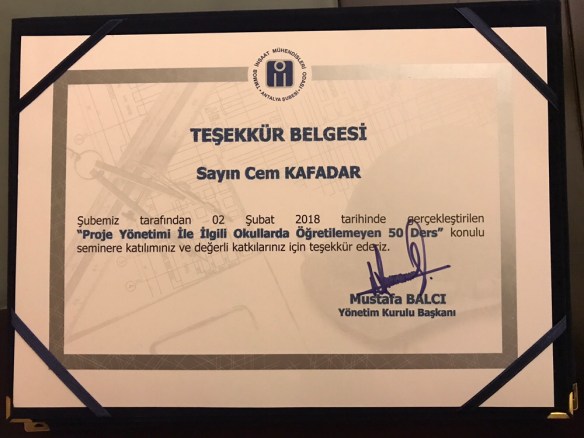 TMMOB İNŞAAT MÜHENDİSLERİ ODASI
• ANTALYA ŞUBESİ •
TEŞEKKÜR BELGESİ
Sayın Cem KAFADAR
Şubemiz tarafından 02 Şubat 2018 tarihinde gerçekleştirilen
"Proje Yönetimi İle İlgili Okullarda Öğretilemeyen 50 Ders" konulu
seminere katılımınız ve değerli katkılarınız için teşekkür ederiz.
Mustafa BALCI
Yönetim Kurulu Başkanı